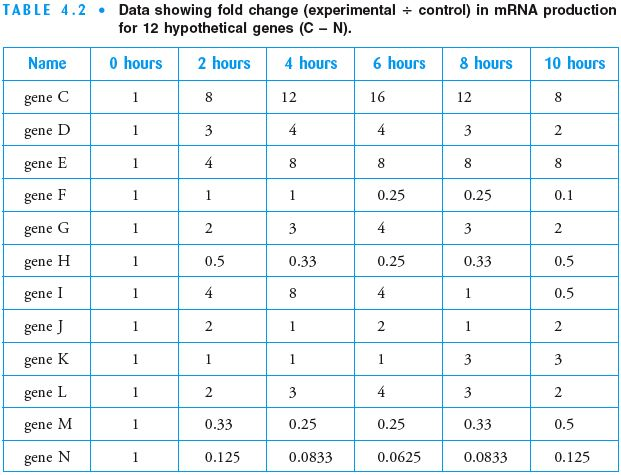 TABLE 4.2 • Data showing fold change (experimental ÷ control) in mRNA production
for 12 hypothetical genes (C – N).
Name 0 hours 2 hours 4 hours 6 hours 8 hours 10 hours
gene C 1 8 12 16 12 8
gene D 1 3 4 4 3 2
gene E 1 4 8 8 8 8
gene F 1 1 1 0.25 0.25 0.1
gene G 1 2 3 4 3 2
gene H 1 0.5 0.33 0.25 0.33 0.5
gene I 1 4 8 4 1 0.5
gene J 1 2 1 2 1 2
gene K 1 1 1 1 3 3
gene L 1 2 3 4 3 2
gene M 1 0.33 0.25 0.25 0.33 0.5
gene N 1 0.125 0.0833 0.0625 0.0833 0.125